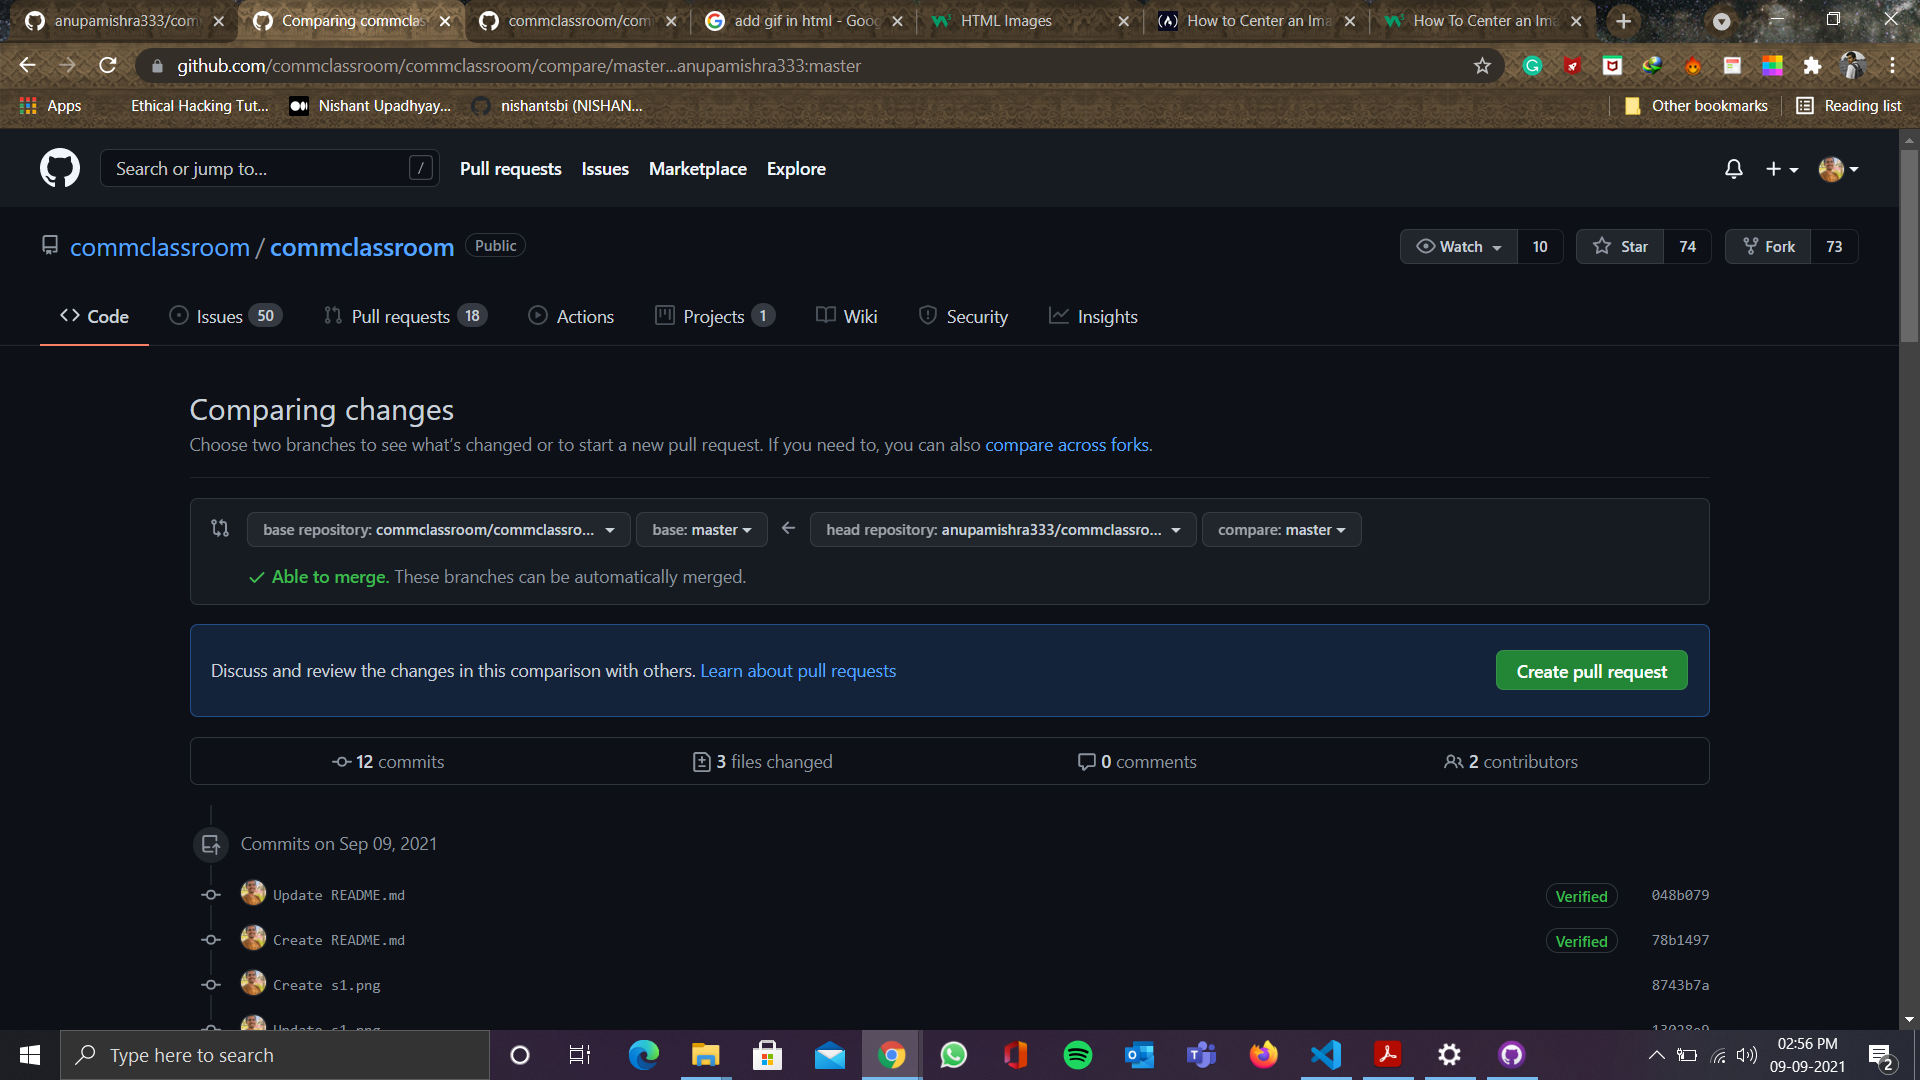 anupamishra333/com
Comparing commclas
commclassroom/com
add gif in html - Goog
HTML Images
How to Center an Ima
How To Center an Ima
github.com/commclassroom/commclassroom/compare/master...anupamishra333:master
Apps
Ethical Hacking Tut...
Nishant Upadhyay...
nishantsbi (NISHAN...
Other bookmarks
Reading list
Search or jump to...
/
Pull requests
Issues
Marketplace
Explore
commclassroom / commclassroom
Public
Watch 10
Star 74
Fork 73
Code
Issues 50
Pull requests 18
Actions
Projects 1
Wiki
Security
Insights
Comparing changes
Choose two branches to see what's changed or to start a new pull request. If you need to, you can also compare across forks.
base repository: commclassroom/commclassro...
base: master
head repository: anupamishra333/commclassro...
compare: master
Able to merge. These branches can be automatically merged.
Discuss and review the changes in this comparison with others. Learn about pull requests
Create pull request
12 commits
3 files changed
0 comments
2 contributors
Commits on Sep 09, 2021
Update README.md
Verified
048b079
Create README.md
Verified
78b1497
Create s1.png
8743b7a
Update s1.png
13028e9
Type here to search
02:56 PM
09-09-2021
2